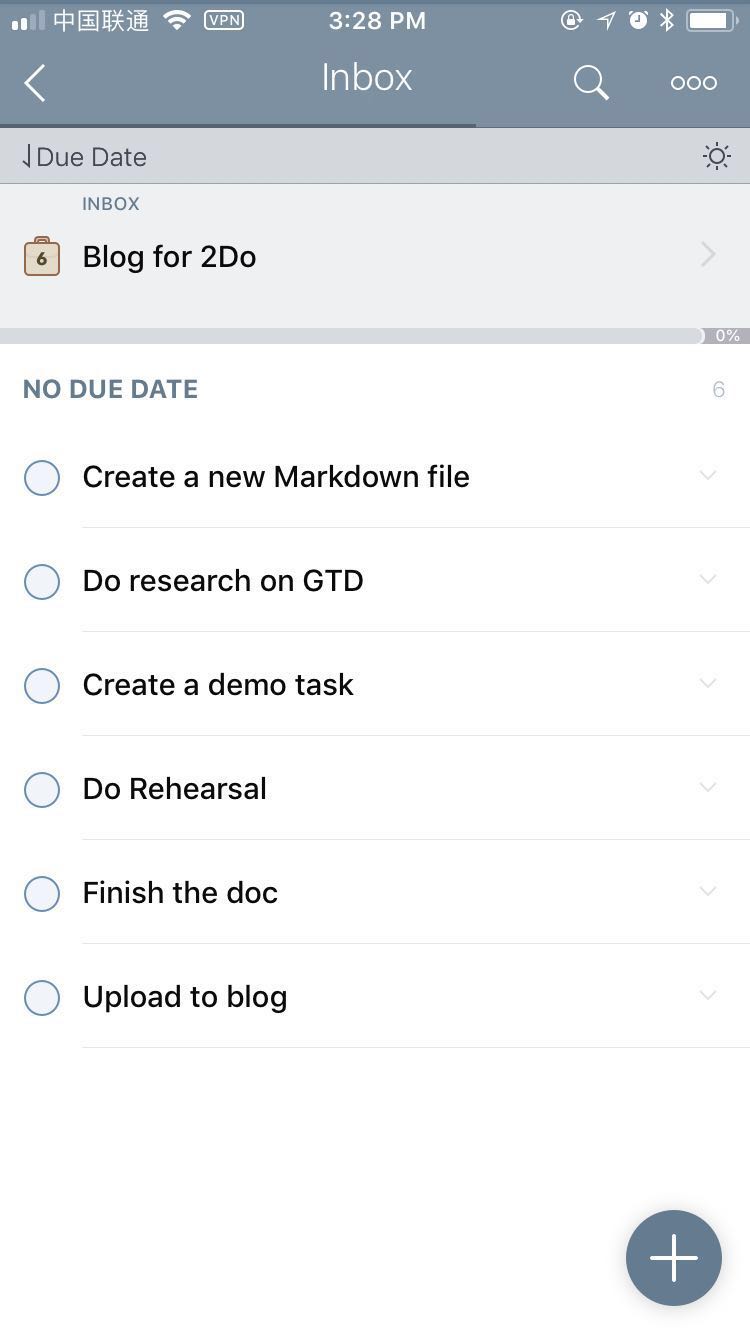 中国联通 VPN 3:28 PM
Inbox
Due Date
INBOX
6 Blog for 2Do
0%
NO DUE DATE 6
Create a new Markdown file
Do research on GTD
Create a demo task
Do Rehearsal
Finish the doc
Upload to blog